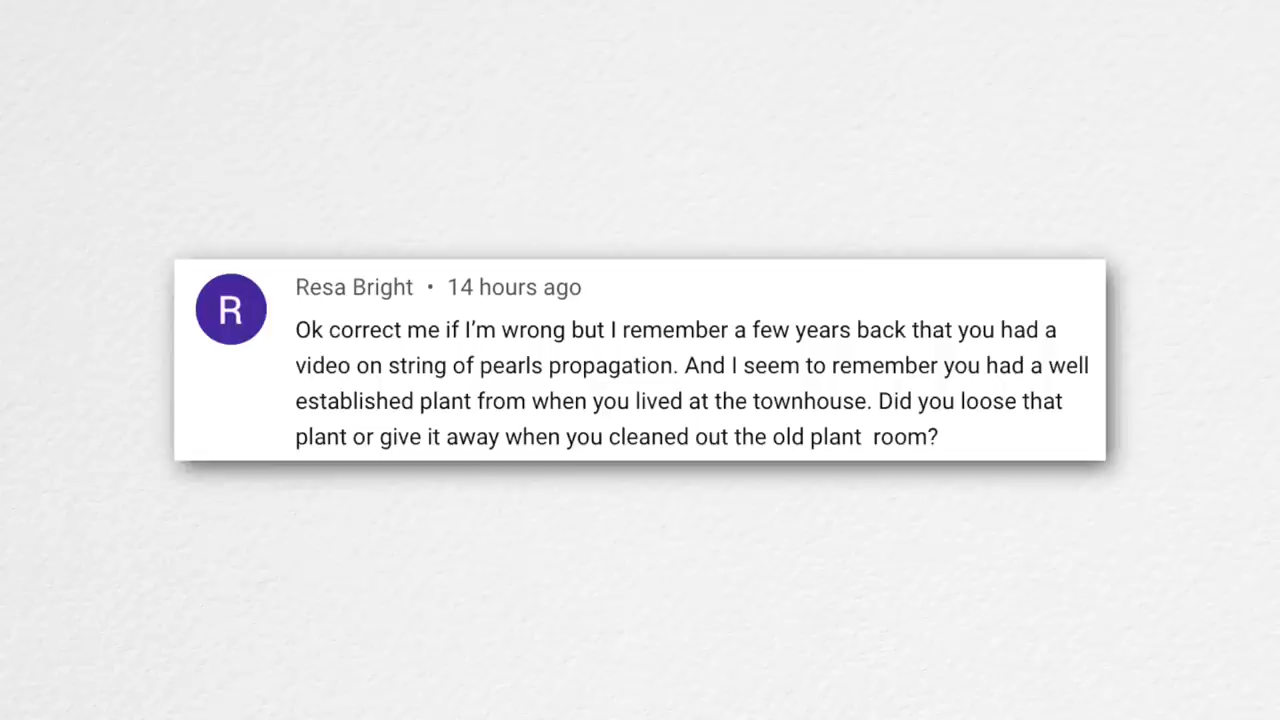 R
Resa Bright • 14 hours ago
Ok correct me if I’m wrong but I remember a few years back that you had a
video on string of pearls propagation. And I seem to remember you had a well
established plant from when you lived at the townhouse. Did you loose that
plant or give it away when you cleaned out the old plant  room?